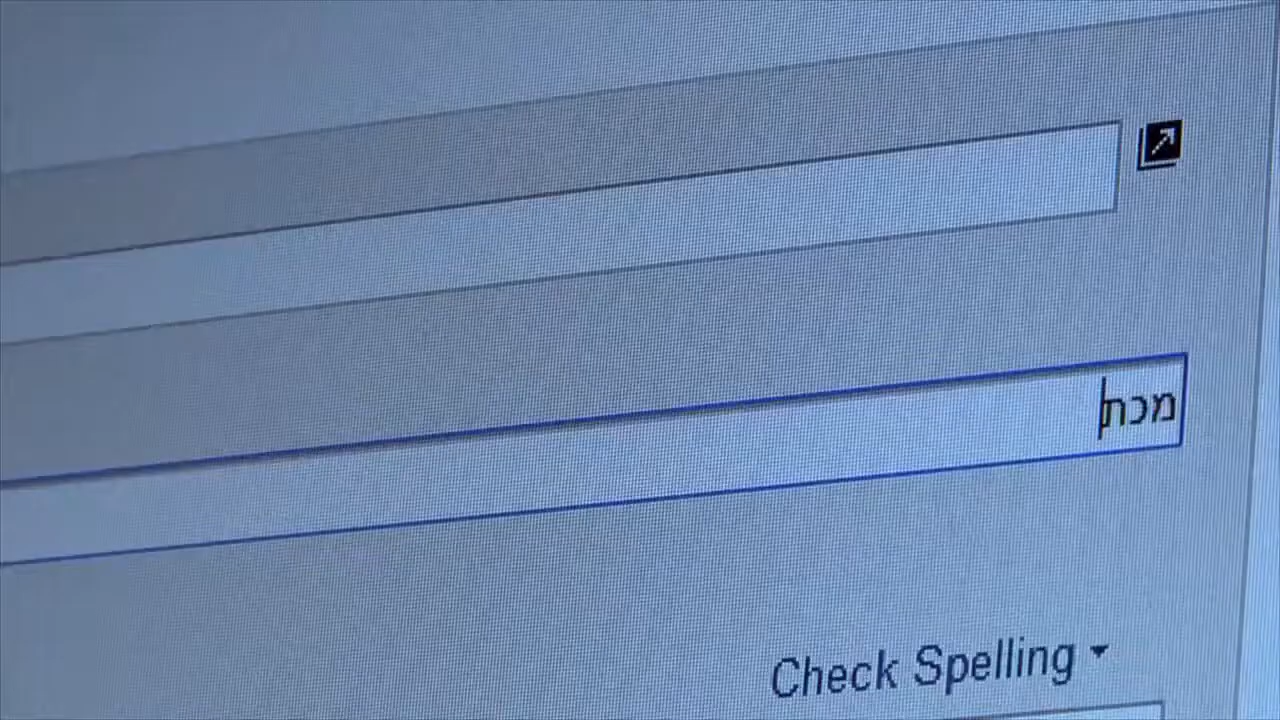 מכת
Check Spelling